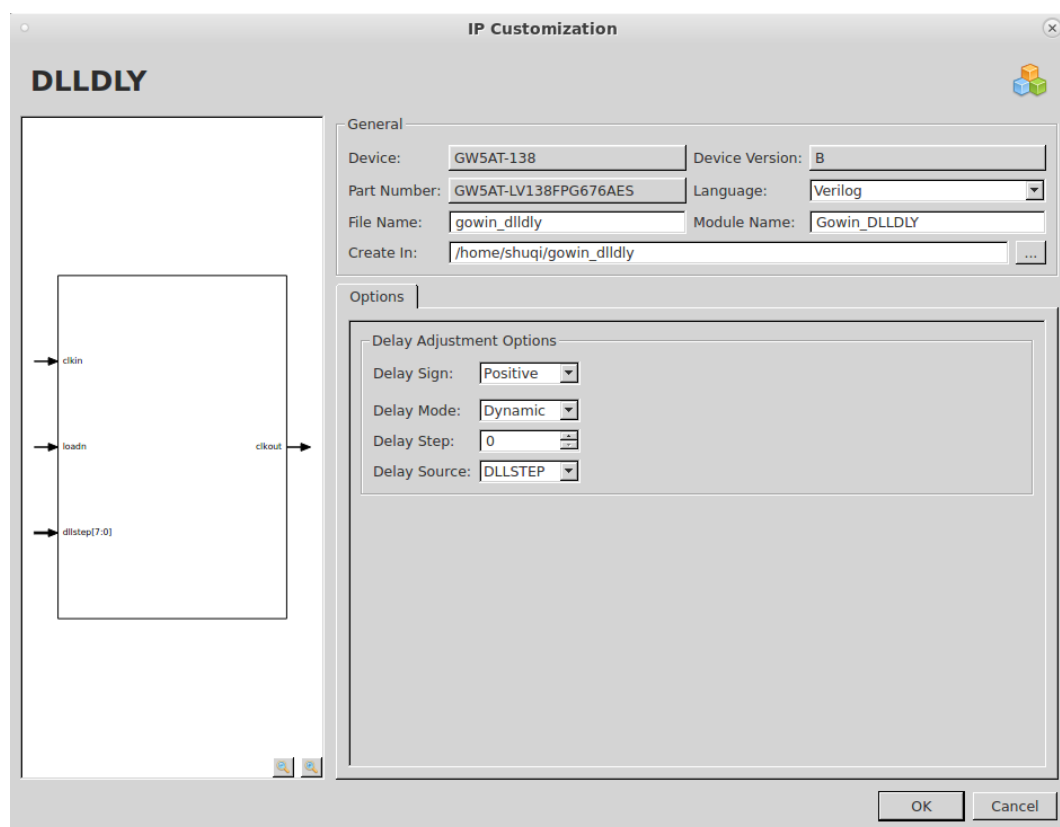 IP Customization
DLLDLY
General
Device: GW5AT-138 Device Version: B
Part Number: GW5AT-LV138FPG676AES Language: Verilog
File Name: gowin_dlldly Module Name: Gowin_DLLDLY
Create In: /home/shuqi/gowin_dlldly ...
Options
Delay Adjustment Options
Delay Sign: Positive
Delay Mode: Dynamic
Delay Step: 0
Delay Source: DLLSTEP
clkin
loadn clkout
dllstep[7:0]
OK Cancel